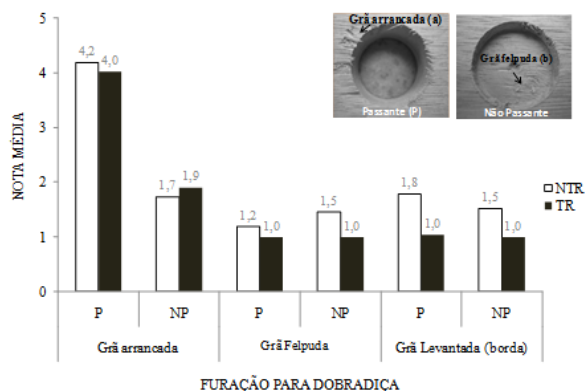 Grã arrancada (a)
Grã felpuda (b)
Passante (P)
Não Passante
NOTA MÉDIA
5
4
3
2
1
0
4,2
4,0
1,7
1,9
1,2
1,0
1,5
1,0
1,8
1,0
1,5
1,0
NTR
TR
P
NP
P
NP
P
NP
Grã arrancada
Grã Felpuda
Grã Levantada (borda)
FURAÇÃO PARA DOBRADIÇA